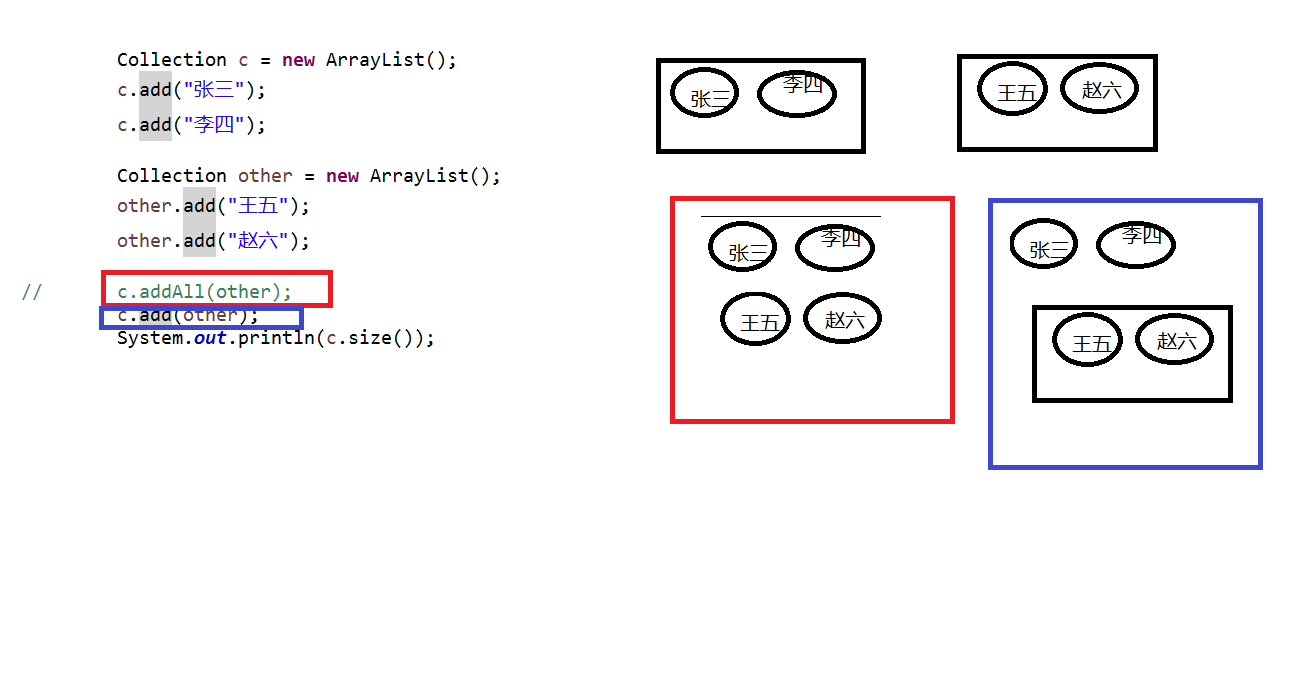 Collection c = new ArrayList();
c.add("张三");
c.add("李四");
Collection other = new ArrayList();
other.add("王五");
other.add("赵六");
// c.addAll(other);
c.add(other);
System.out.println(c.size());
张三 李四
王五 赵六
张三 李四
王五 赵六
张三 李四
王五 赵六